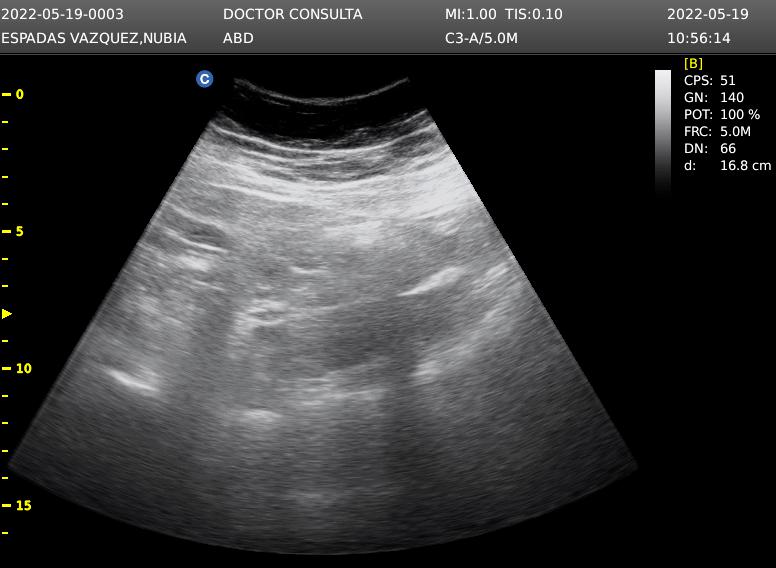 2022-05-19-0003 DOCTOR CONSULTA MI:1.00 TIS:0.10 2022-05-19
ESPADAS VAZQUEZ,NUBIA ABD C3-A/5.0M 10:56:14
C
[B]
CPS: 51
GN: 140
POT: 100 %
FRC: 5.0M
DN: 66
d: 16.8 cm
0
5
10
15